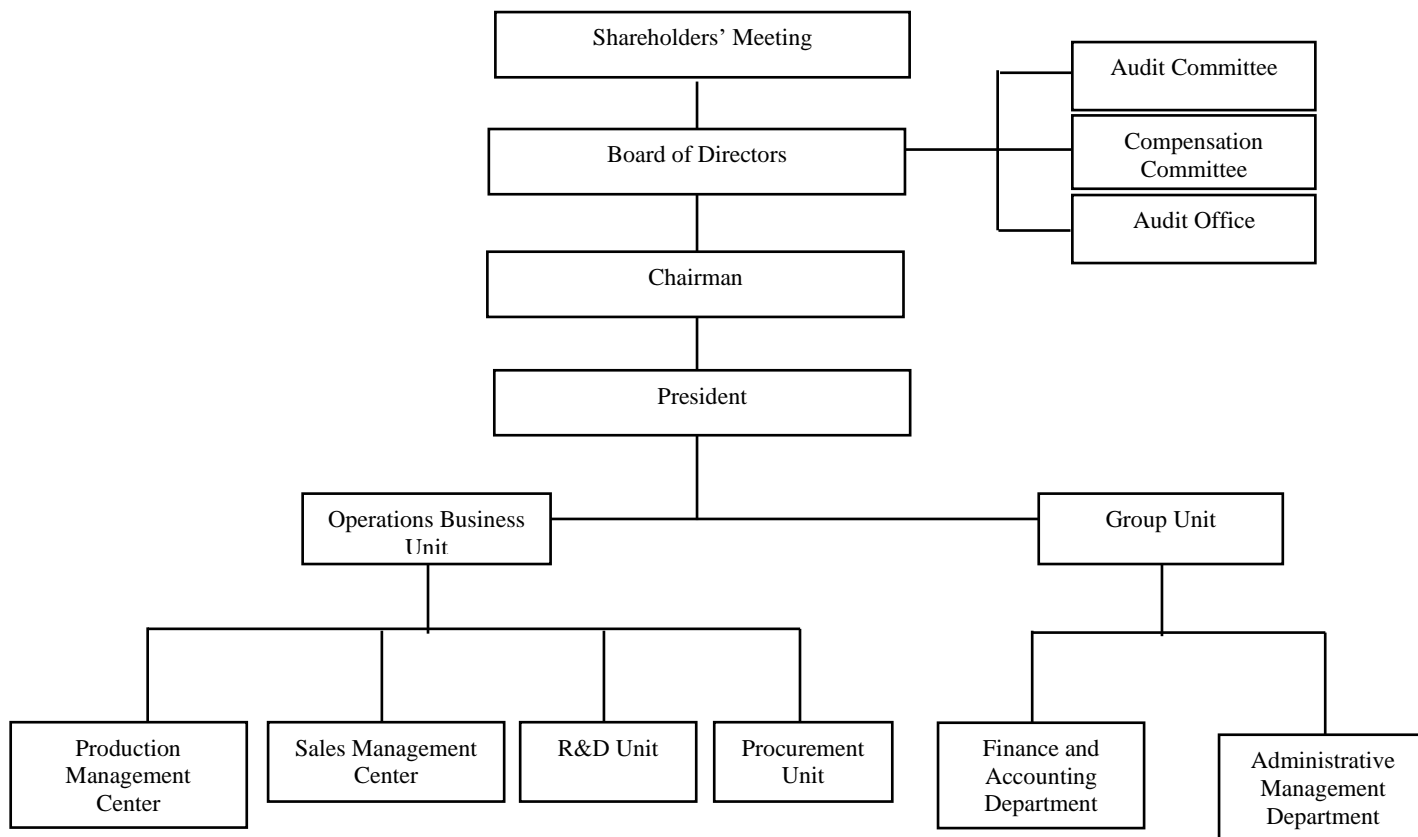 Shareholders’ Meeting
Audit Committee
Board of Directors
Compensation
Committee
Audit Office
Chairman
President
Operations Business
Unit
Group Unit
Production
Management
Center
Sales Management
Center
R&D Unit
Procurement
Unit
Finance and
Accounting
Department
Administrative
Management
Department